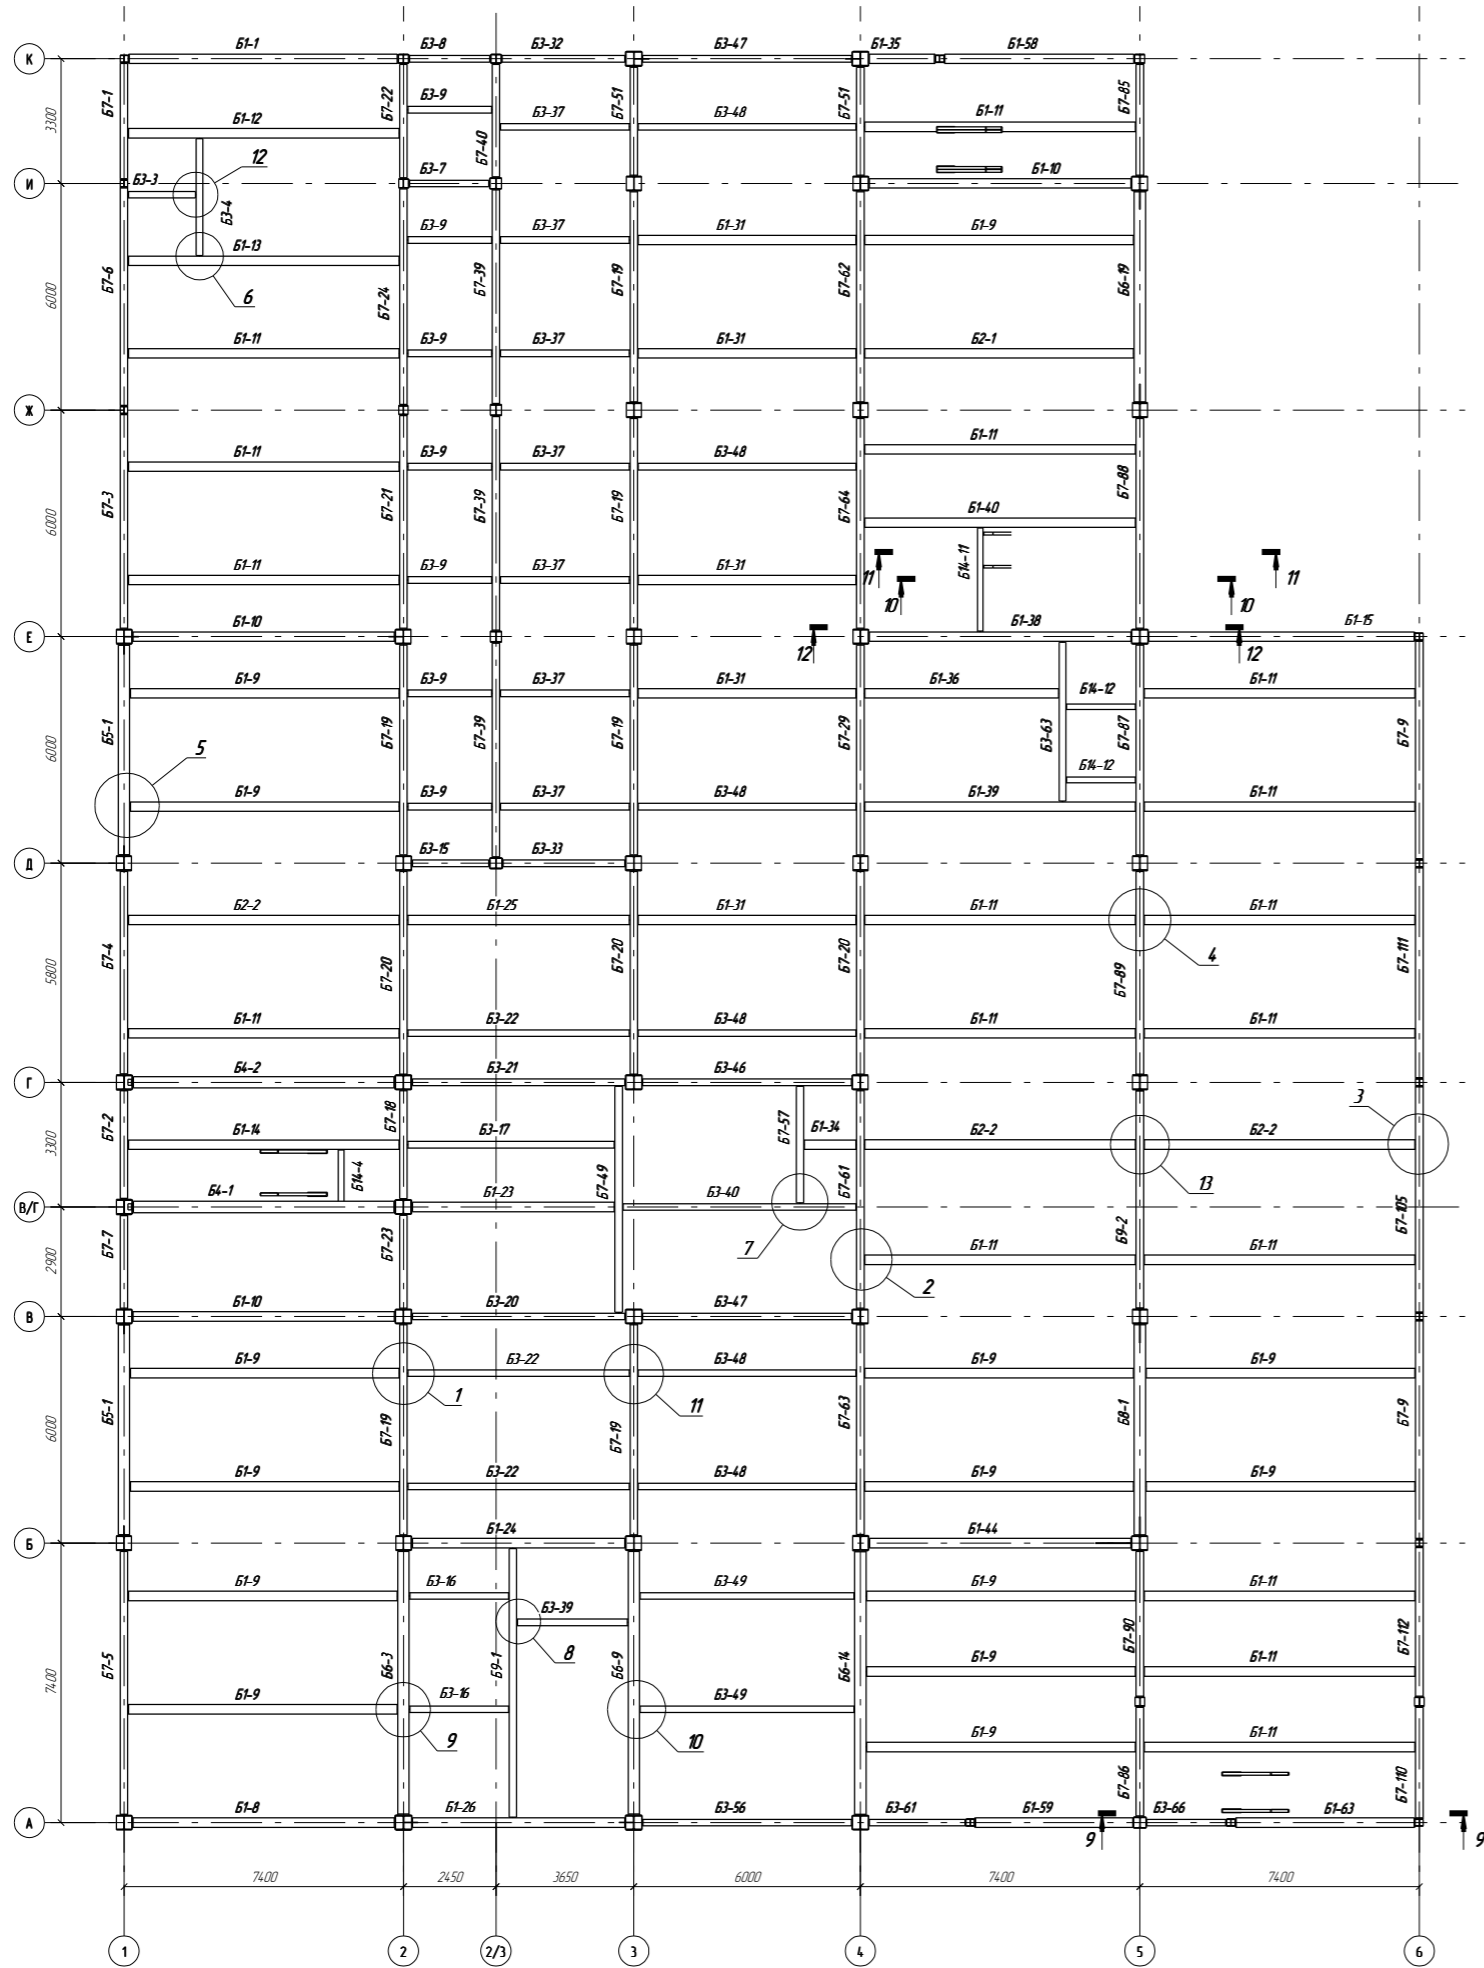 К Б1-1 Б3-8 Б3-32 Б3-47 Б1-35 Б1-58
Б7-1 Б7-22 Б3-9 Б7-40 Б3-37 Б7-51 Б3-48 Б7-51 Б1-11 Б7-85
3300 Б1-12
12
И Б3-3 Б3-4 Б3-7 Б1-10
Б3-9 Б3-37 Б1-31 Б1-9
Б1-13
6
6000 Б7-6 Б7-24 Б7-39 Б7-19 Б7-62 Б6-19
Б1-11 Б3-9 Б3-37 Б1-31 Б2-1
Ж
Б1-11
Б1-11 Б3-9 Б3-37 Б3-48
6000 Б7-3 Б7-21 Б7-39 Б7-19 Б7-64 Б7-88
Б1-40
Б14-11
Б1-11 Б3-9 Б3-37 Б1-31
11 11
10 10
Е Б1-10 Б1-38 Б1-15
12 12
Б1-9 Б3-9 Б3-37 Б1-31 Б1-36 Б14-12 Б1-11
6000 Б5-1 Б7-19 Б7-39 Б7-19 Б7-29 Б3-63 Б7-87 Б7-9
5
Б14-12
Б1-9 Б3-9 Б3-37 Б3-48 Б1-39 Б1-11
Д Б3-15 Б3-33
Б2-2 Б1-25 Б1-31 Б1-11 Б1-11
4
5800 Б7-4 Б7-20 Б7-20 Б7-20 Б7-89 Б7-111
Б1-11 Б3-22 Б3-48 Б1-11 Б1-11
Г Б4-2 Б3-21 Б3-46
3
3300 Б7-2 Б7-18 Б7-57
Б1-14 Б3-17 Б1-34 Б2-2 Б2-2
Б14-4 Б7-49 Б7-61
13
В/Г Б4-1 Б1-23 Б3-40
2900 Б7-7 Б7-23 Б9-2 Б7-105
7
Б1-11 Б1-11
2
В Б1-10 Б3-20 Б3-47
Б1-9 Б3-22 Б3-48 Б1-9 Б1-9
1 11
6000 Б5-1 Б7-19 Б7-19 Б7-63 Б8-1 Б7-9
Б1-9 Б3-22 Б3-48 Б1-9 Б1-9
Б Б1-24 Б1-44
Б1-9 Б3-16 Б3-49 Б1-9 Б1-11
Б3-39
8
7400 Б7-5 Б6-3 Б9-1 Б6-9 Б6-14 Б7-90 Б7-112
Б1-9 Б1-11
Б1-9 Б3-16 Б3-49
9 10
Б1-9 Б1-11
Б7-86 Б7-110
А Б1-8 Б1-26 Б3-56 Б3-61 Б1-59 Б3-66 Б1-63
9 9
7400 2450 3650 6000 7400 7400
1 2 2/3 3 4 5 6